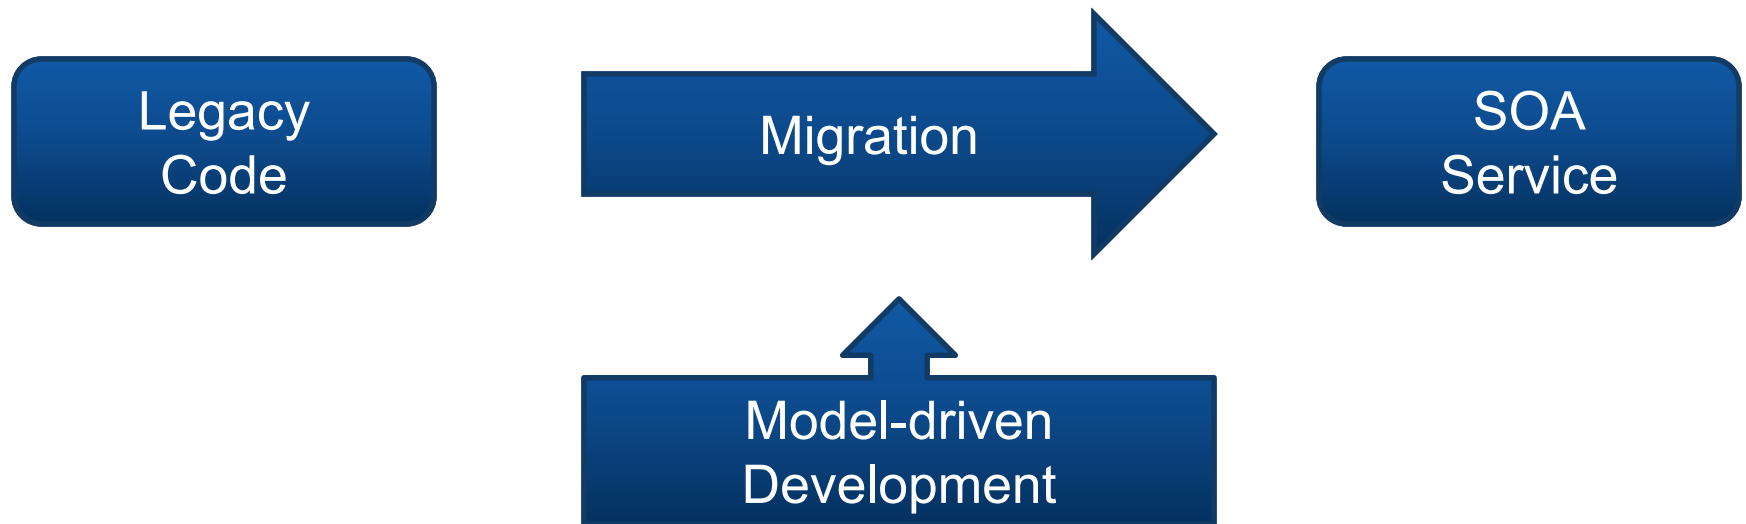 Legacy
Code
Migration
SOA
Service
Model-driven
Development